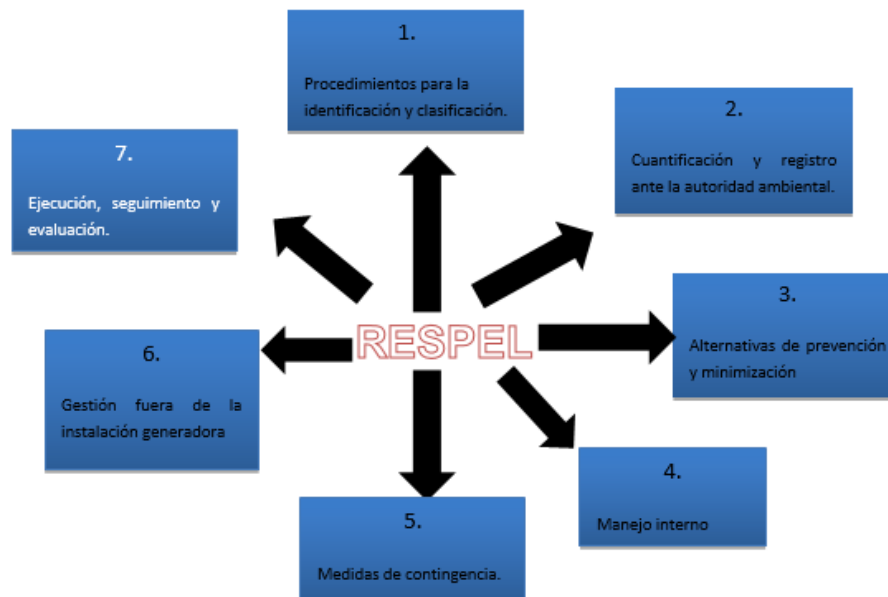 1.
Procedimientos para la
identificación y clasificación.
2.
Cuantificación y registro
ante la autoridad ambiental.
3.
Alternativas de prevención
y minimización
4.
Manejo interno
5.
Medidas de contingencia.
6.
Gestión fuera de la
instalación generadora
7.
Ejecución, seguimiento y
evaluación.
RESPEL